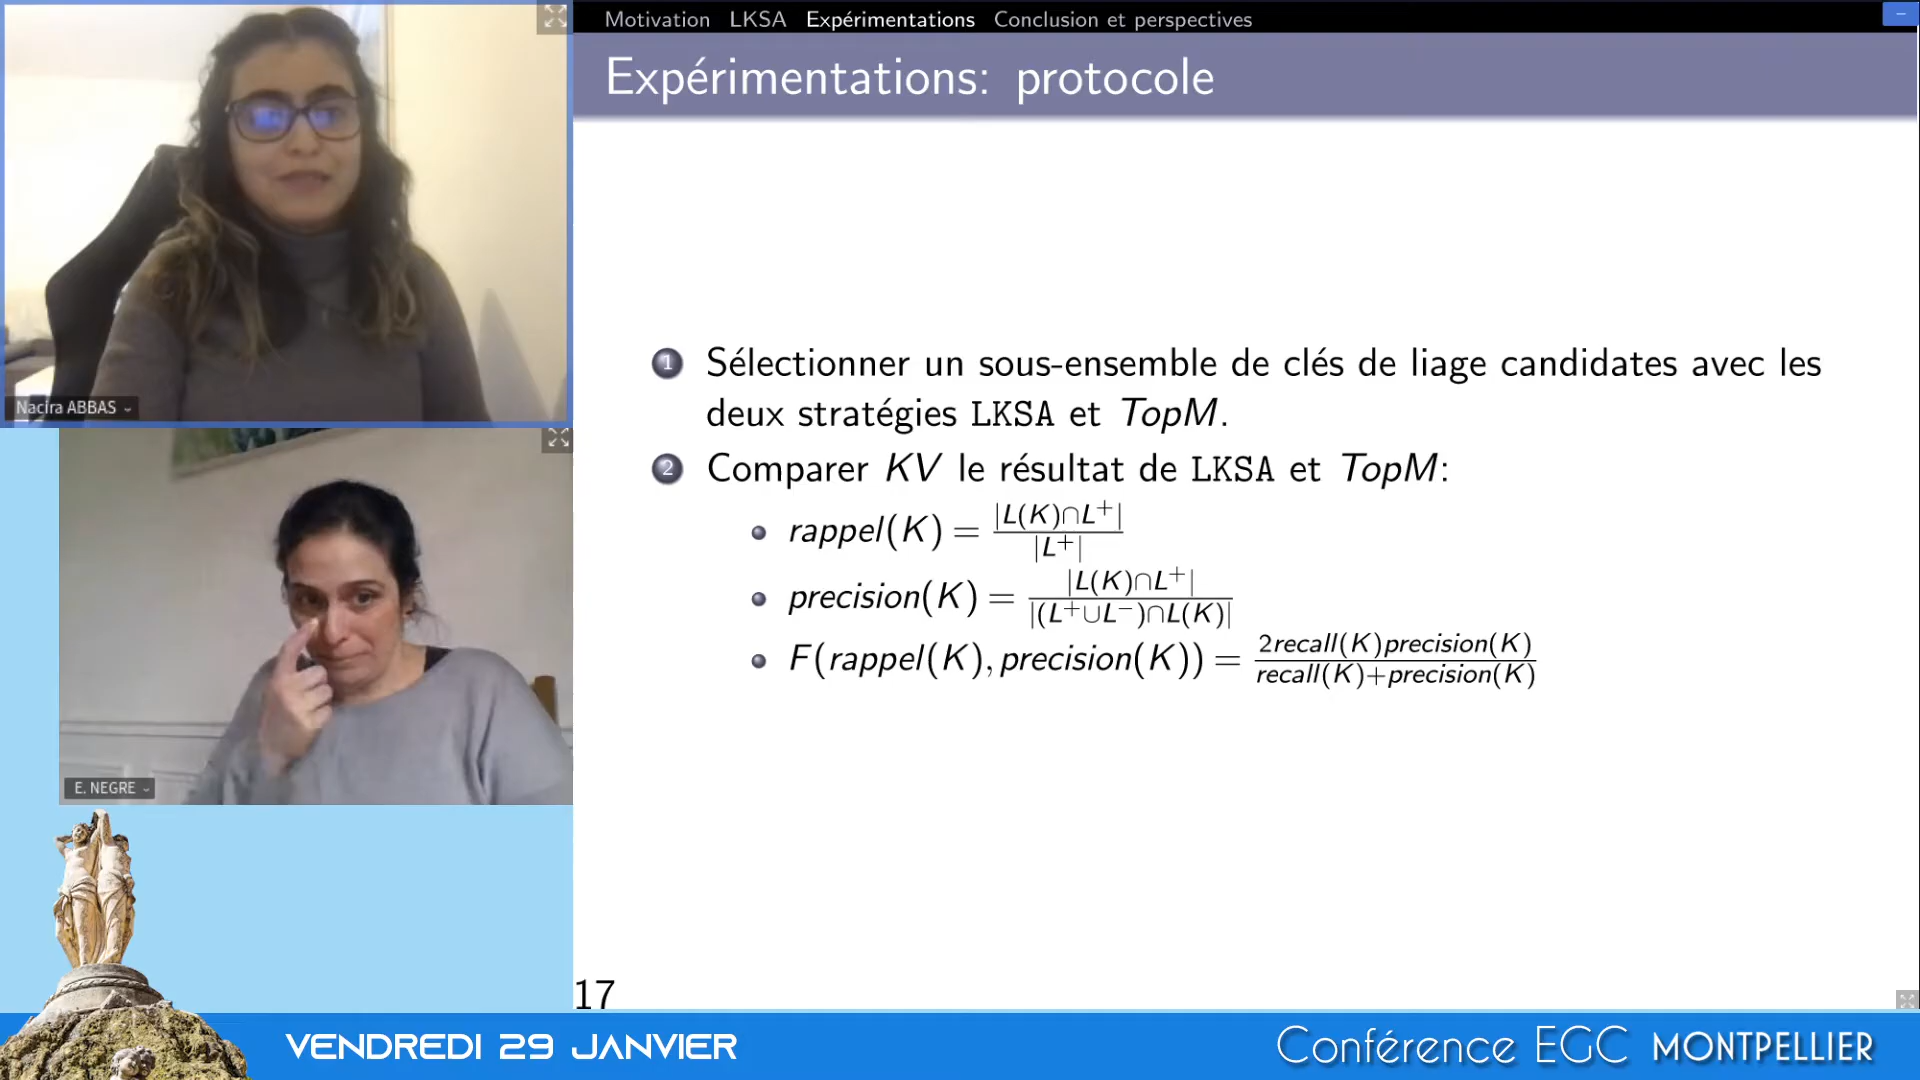 Motivation LKSA Expérimentations Conclusion et perspectives
Expérimentations: protocole
1 Sélectionner un sous-ensemble de clés de liage candidates avec les
deux stratégies LKSA et TopM.
2 Comparer KV le résultat de LKSA et TopM:
rappel(K) = |L(K)∩L⁺| / |L⁺|
precision(K) = |L(K)∩L⁺| / |(L⁺∪L⁻)∩L(K)|
F(rappel(K), precision(K)) = 2recall(K)precision(K) / recall(K)+precision(K)
17
Nacira ABBAS
E. NEGRE
VENDREDI 29 JANVIER
Conférence EGC MONTPELLIER